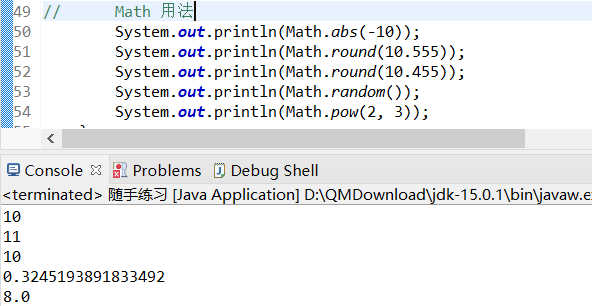 49 //      Math 用法
50         System.out.println(Math.abs(-10));
51         System.out.println(Math.round(10.555));
52         System.out.println(Math.round(10.455));
53         System.out.println(Math.random());
54         System.out.println(Math.pow(2, 3));
Console Problems Debug Shell
<terminated> 随手练习 [Java Application] D:\QMDownload\jdk-15.0.1\bin\javaw.e
10
11
10
0.3245193891833492
8.0